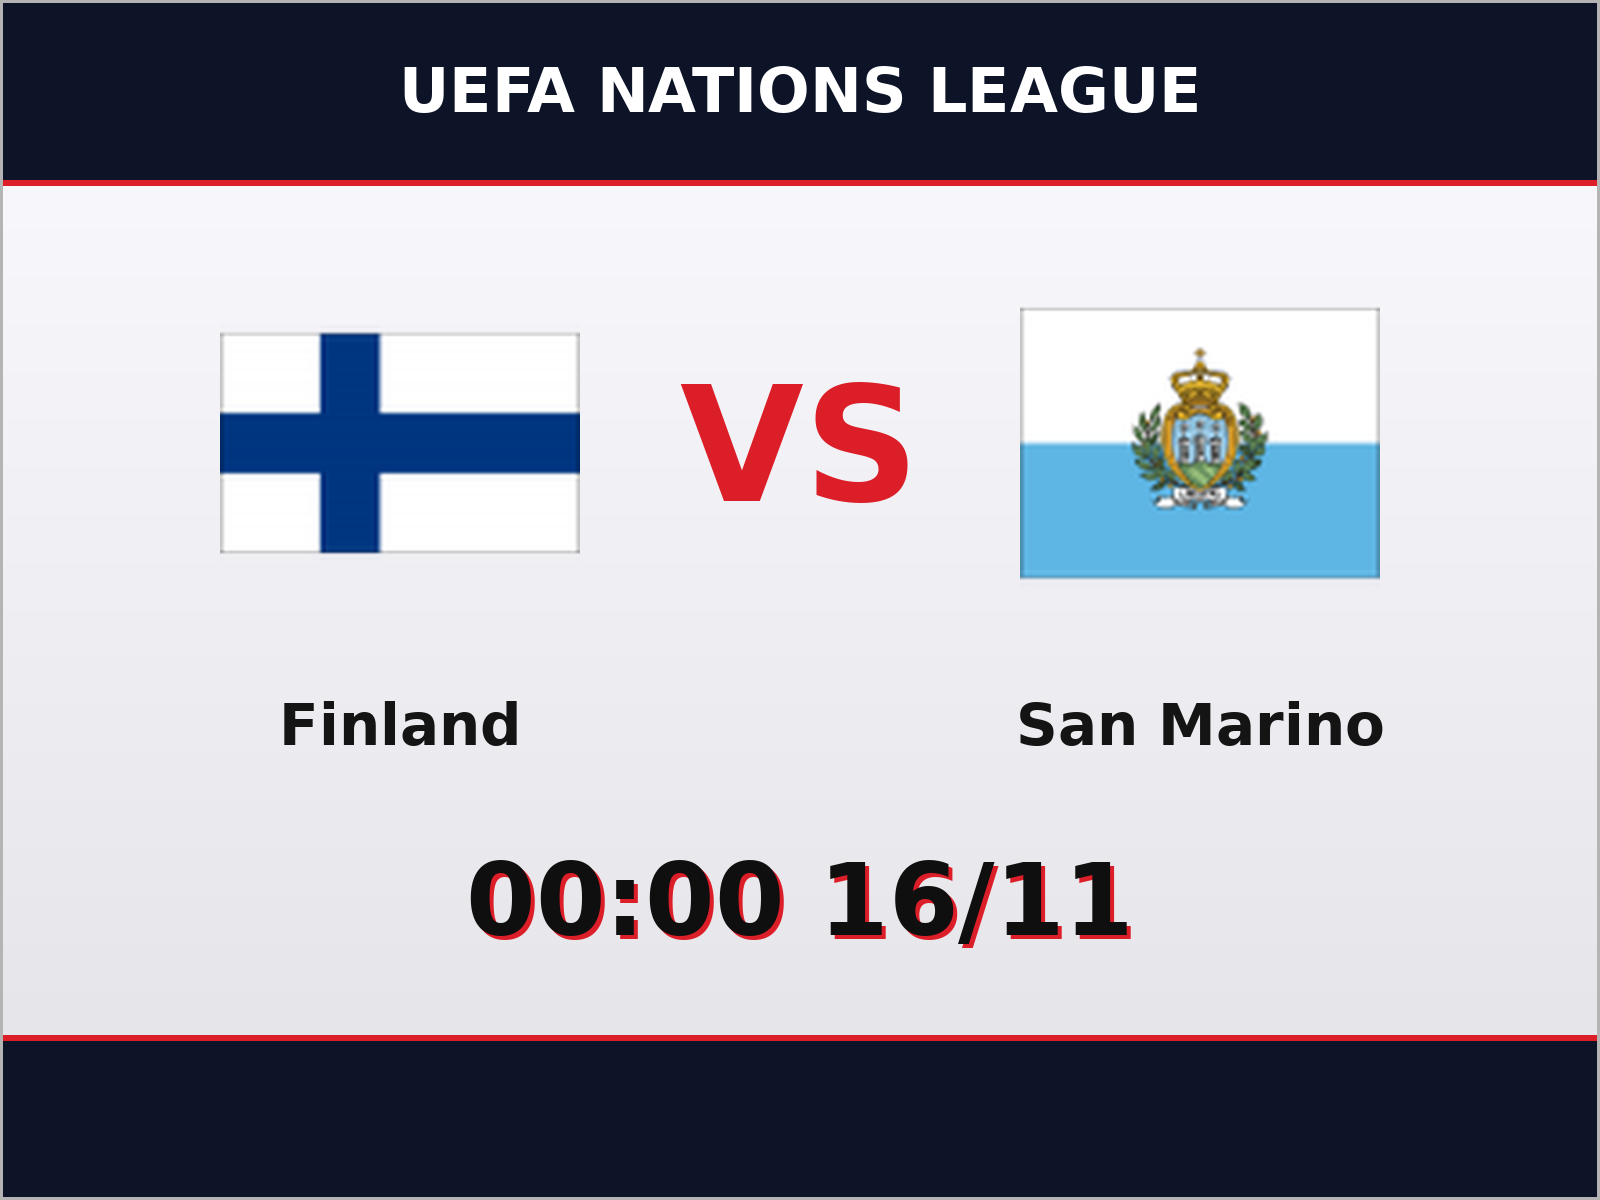 UEFA NATIONS LEAGUE
VS
Finland
San Marino
00:00 16/11